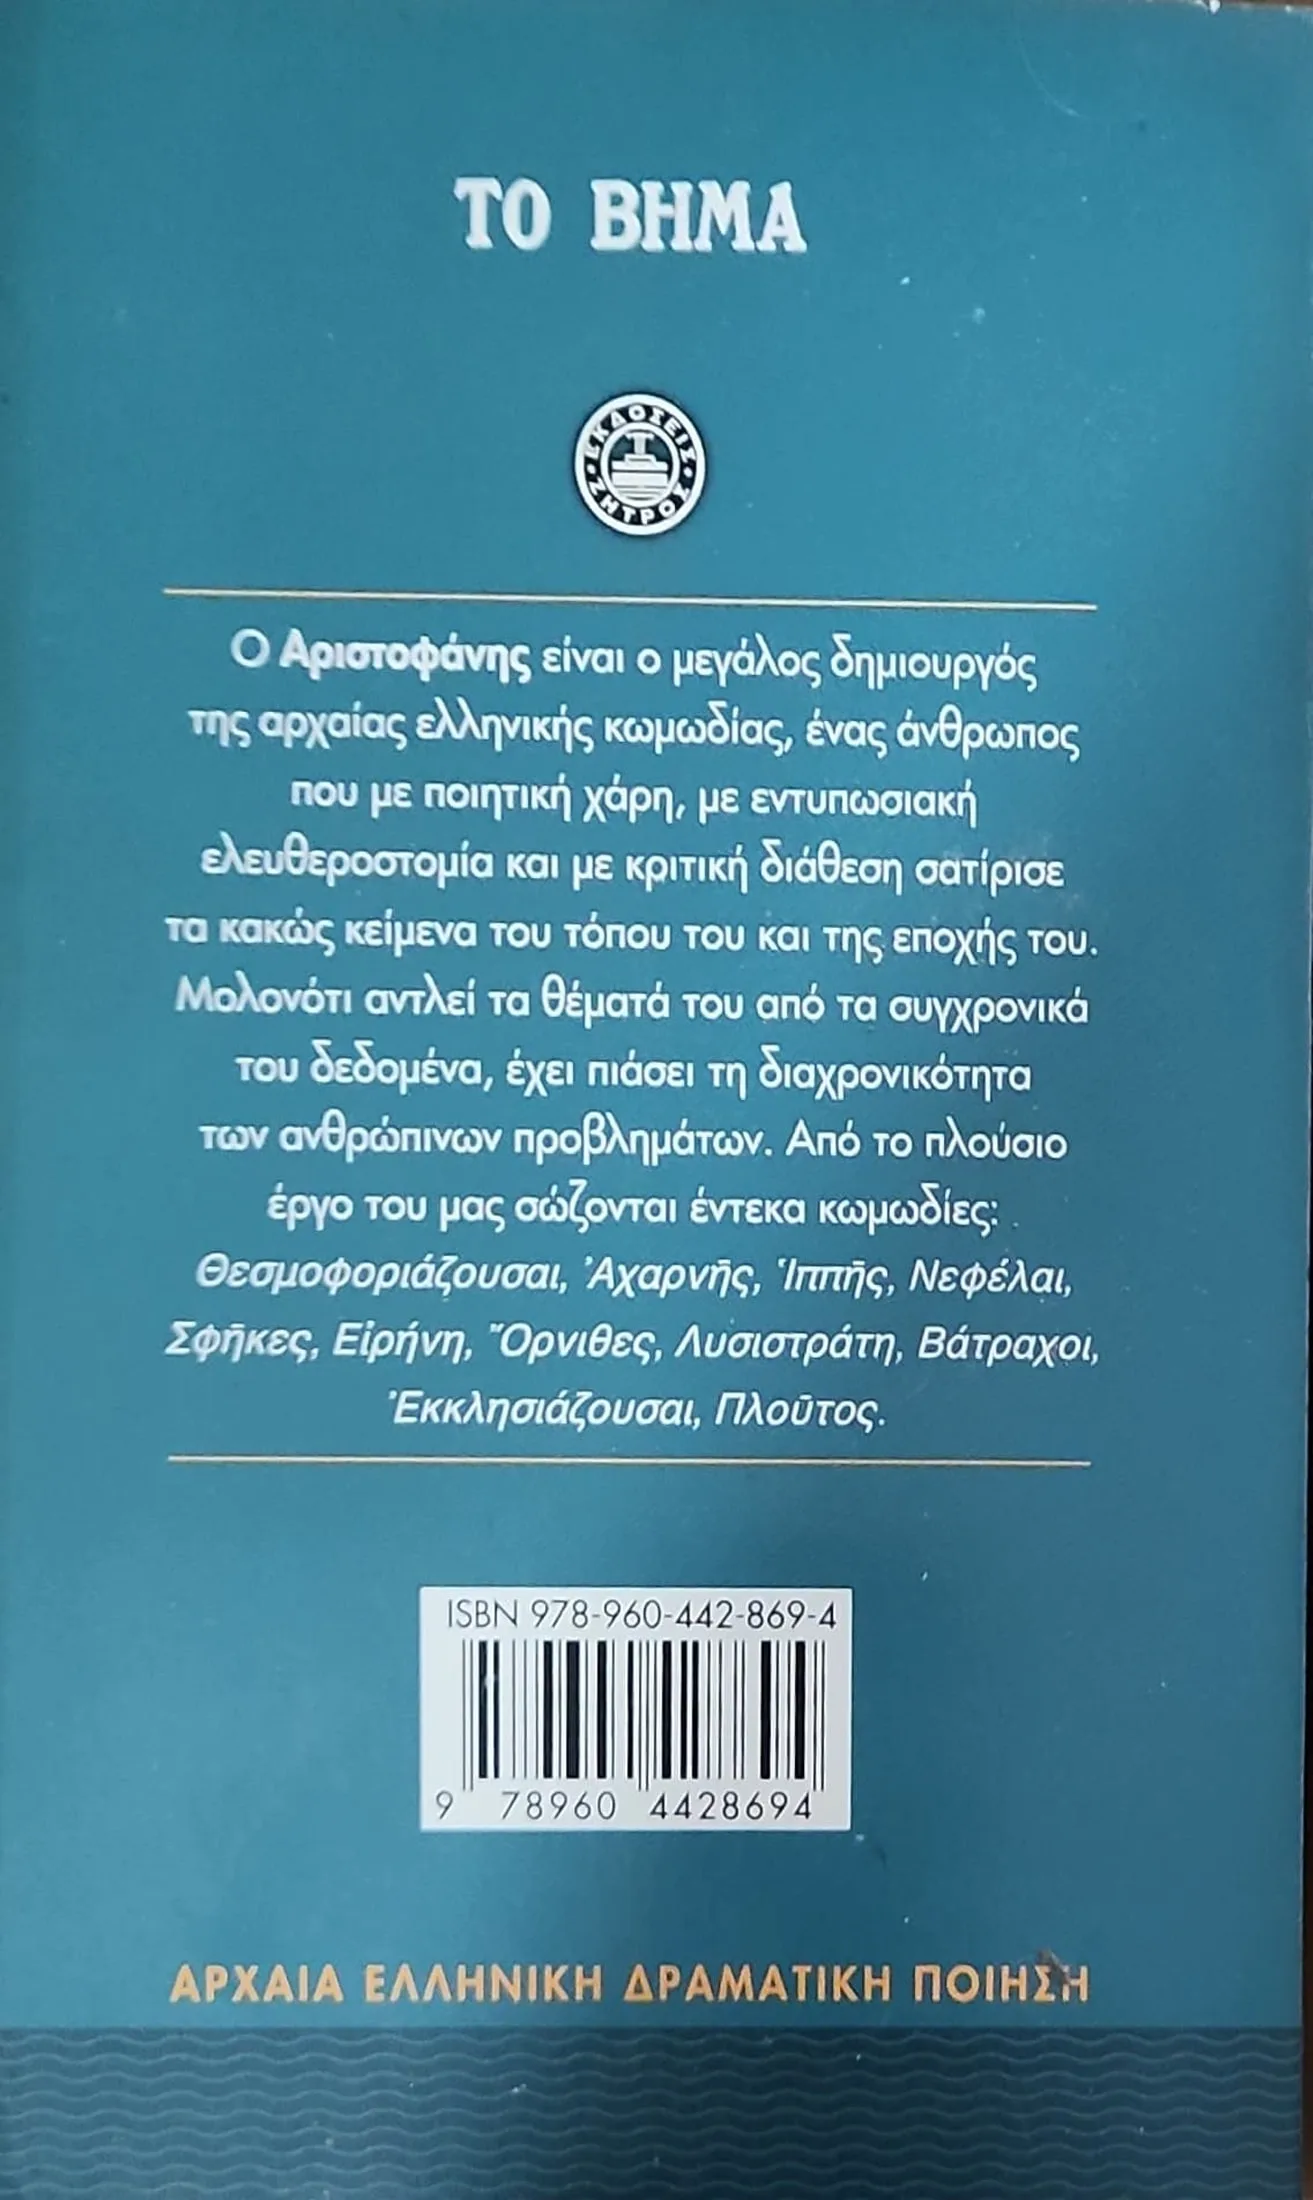 ΤΟ ΒΗΜΑ
ΕΚΔΟΣΕΙΣ
ΖΗΤΡΟΣ
Ο Αριστοφάνης είναι ο μεγάλος δημιουργός
της αρχαίας ελληνικής κωμωδίας, ένας άνθρωπος
που με ποιητική χάρη, με εντυπωσιακή
ελευθεροστομία και με κριτική διάθεση σατίρισε
τα κακώς κείμενα του τόπου του και της εποχής του.
Μολονότι αντλεί τα θέματά του από τα συγχρονικά
του δεδομένα, έχει πιάσει τη διαχρονικότητα
των ανθρώπινων προβλημάτων. Από το πλούσιο
έργο του μας σώζονται έντεκα κωμωδίες:
Θεσμοφοριάζουσαι, Ἀχαρνῆς, Ἱππῆς, Νεφέλαι,
Σφῆκες, Εἰρήνη, Ὄρνιθες, Λυσιστράτη, Βάτραχοι,
Ἐκκλησιάζουσαι, Πλοῦτος.
ISBN 978-960-442-869-4
9 78960 4428694
ΑΡΧΑΙΑ ΕΛΛΗΝΙΚΗ ΔΡΑΜΑΤΙΚΗ ΠΟΙΗΣΗ